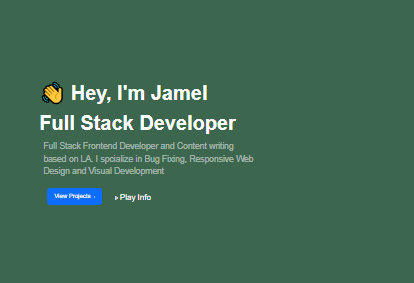 👋 Hey, I'm Jamel
Full Stack Developer
Full Stack Frontend Developer and Content writing
based on LA. I spcialize in Bug Fixing, Responsive Web
Design and Visual Development
View Projects ›
▹ Play Info